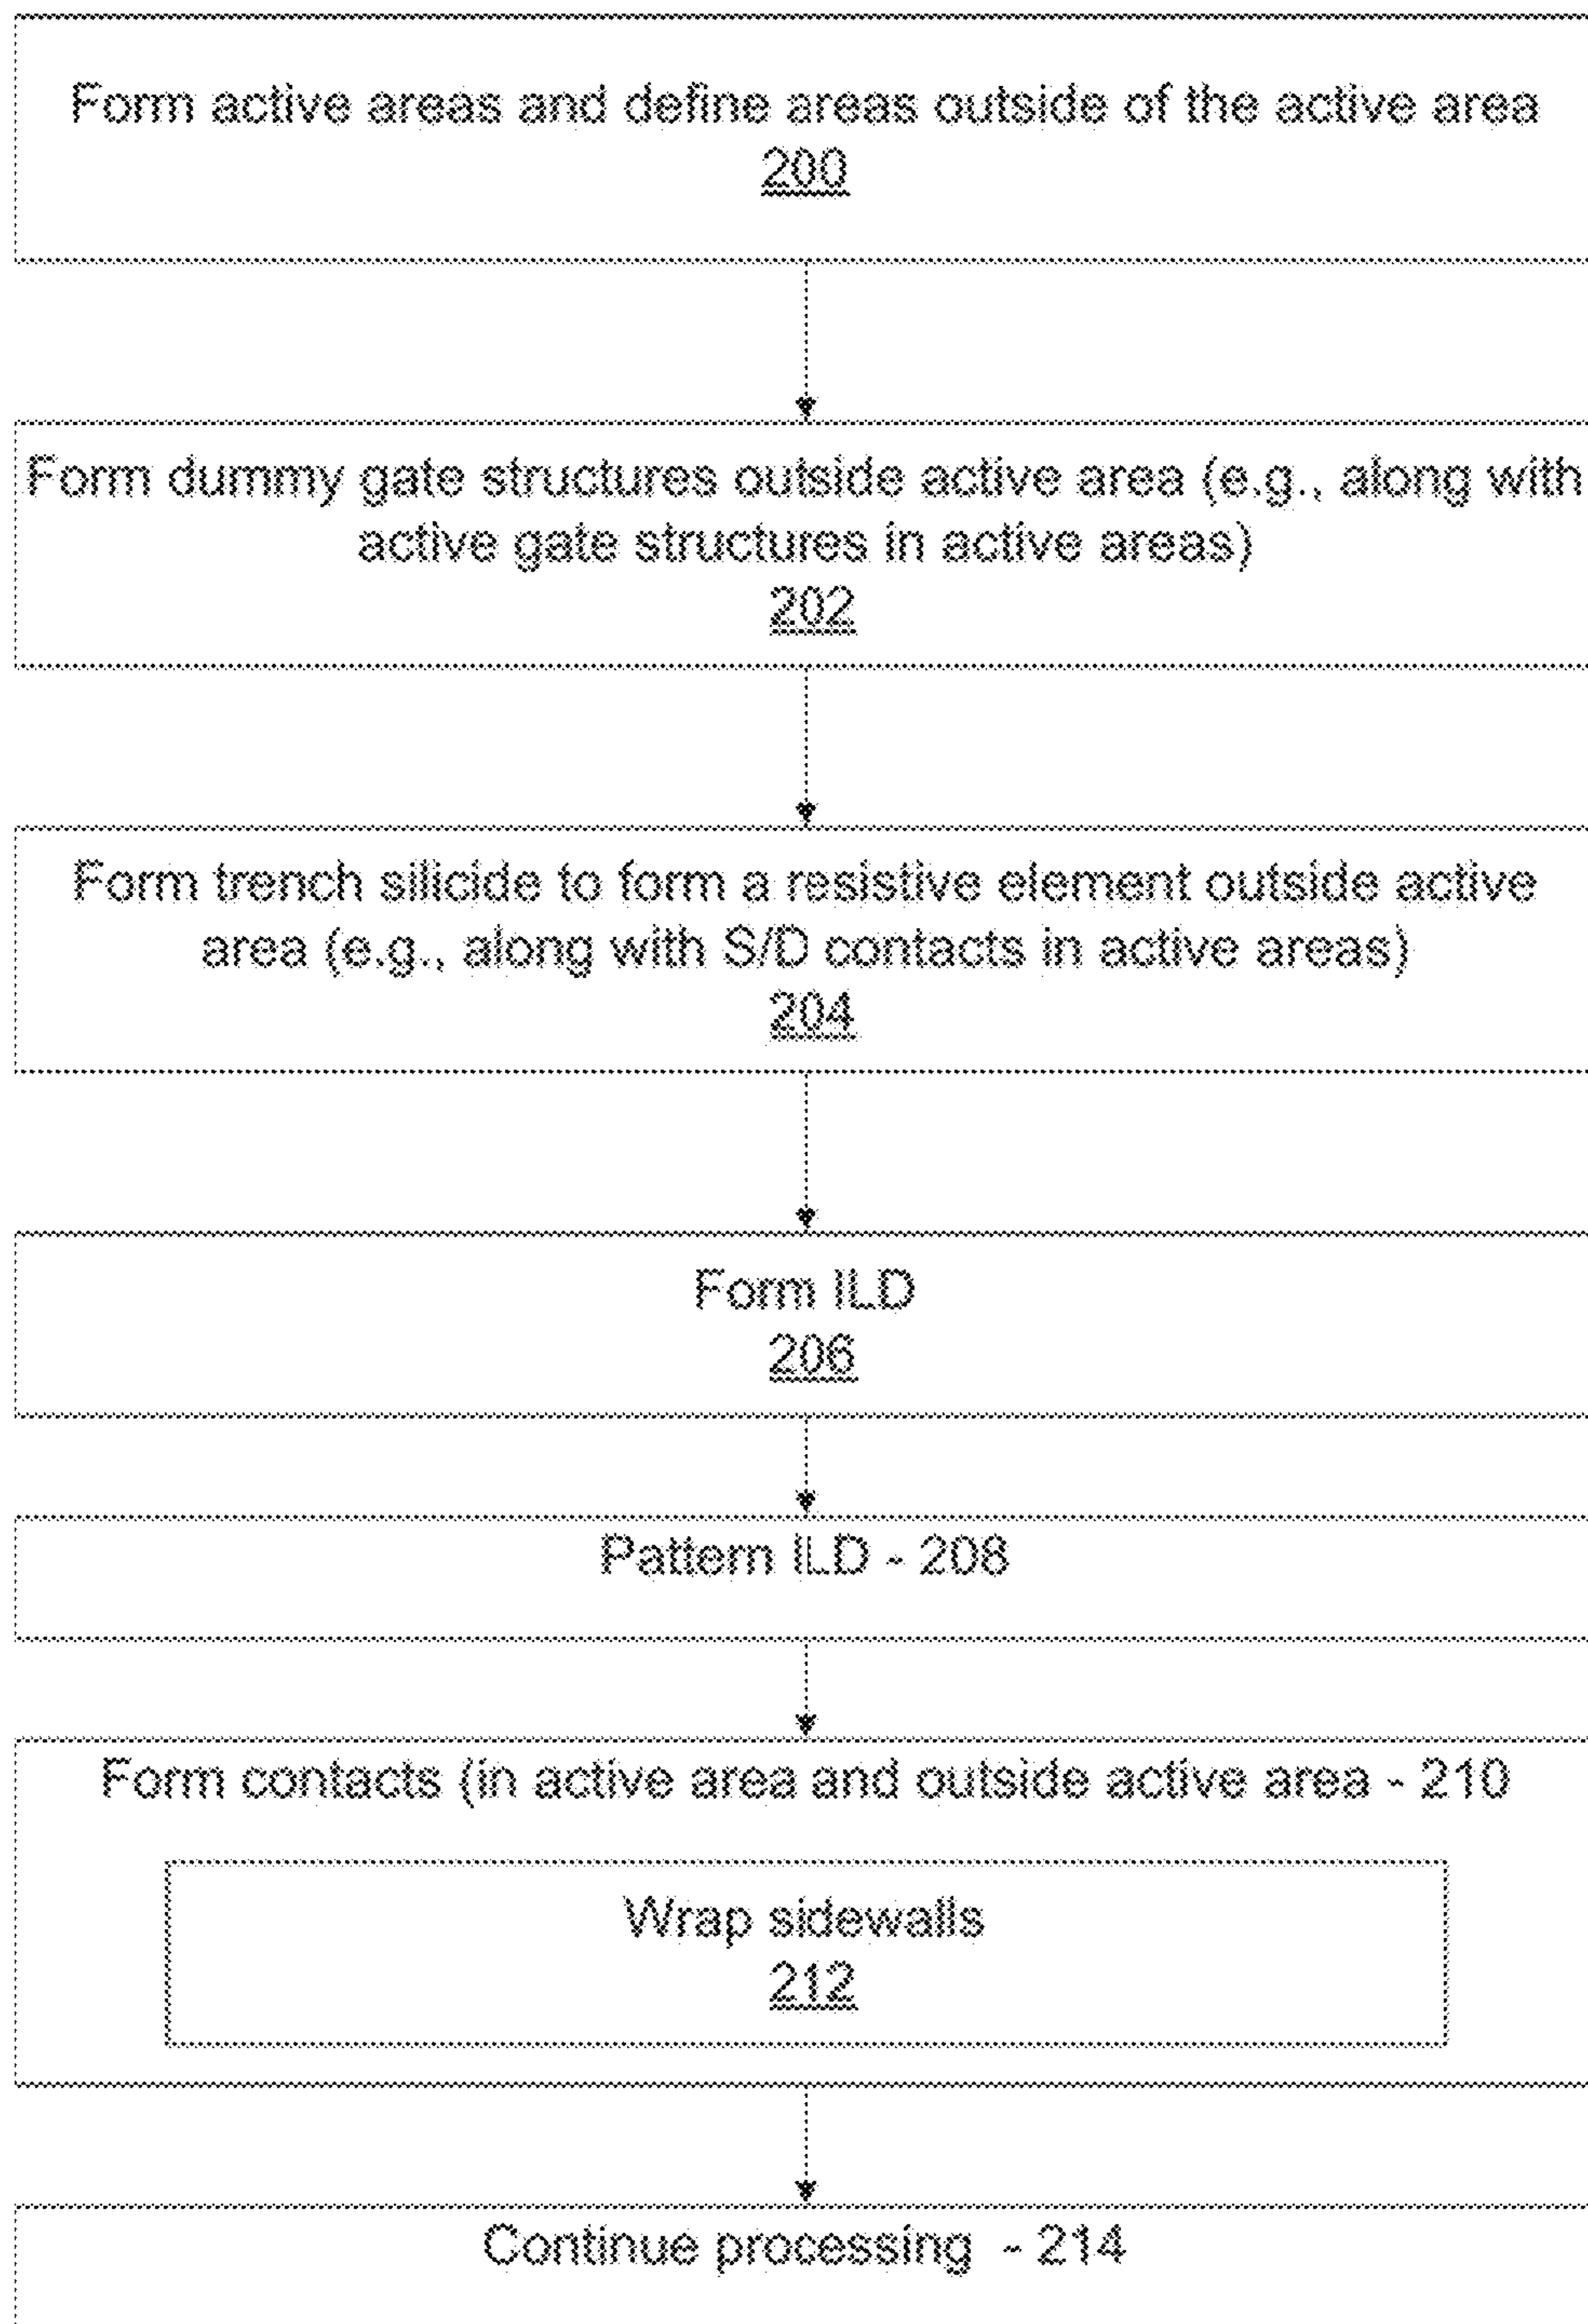 Form active areas and define areas outside of the active area
200
Form dummy gate structures outside active area (e.g., along with
active gate structures in active areas)
202
Form trench silicide to form a resistive element outside active
area (e.g., along with S/D contacts in active areas)
204
Form ILD
206
Pattern ILD - 208
Form contacts (in active area and outside active area - 210
Wrap sidewalls
212
Continue processing - 214